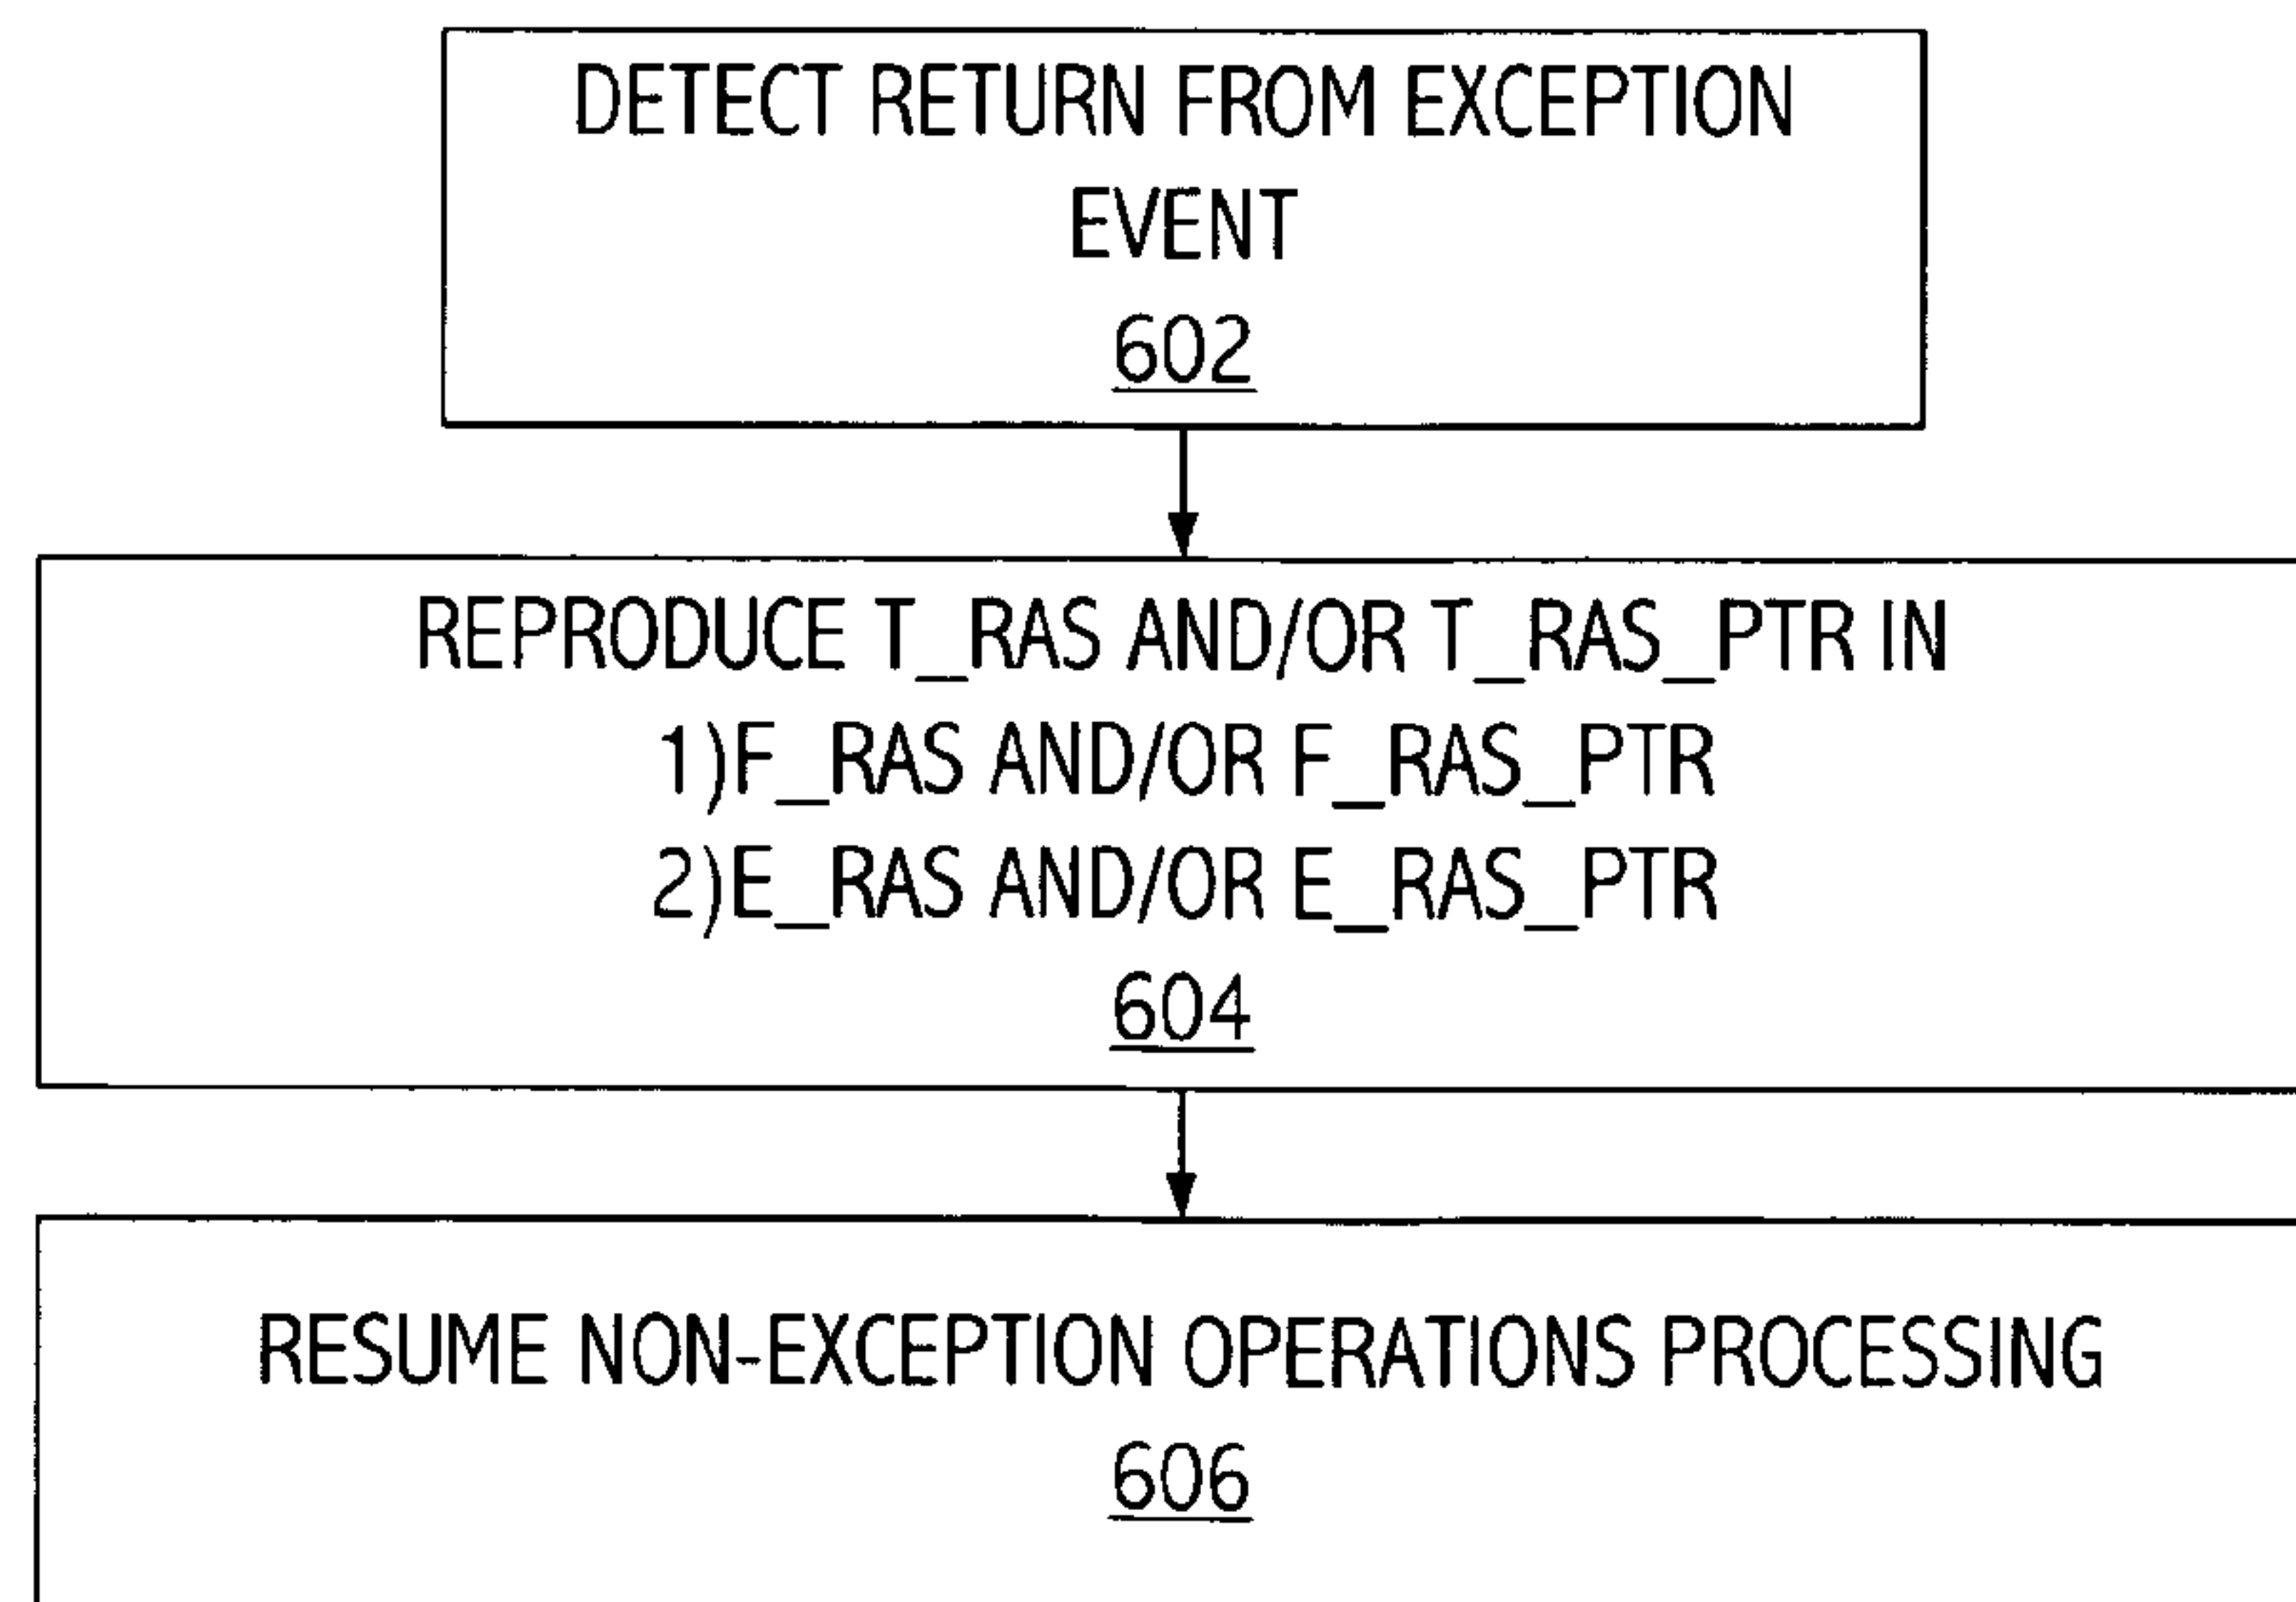 DETECT RETURN FROM EXCEPTION
EVENT
602
REPRODUCE T_RAS AND/OR T_RAS_PTR IN
1)F_RAS AND/OR F_RAS_PTR
2)E_RAS AND/OR E_RAS_PTR
604
RESUME NON-EXCEPTION OPERATIONS PROCESSING
606